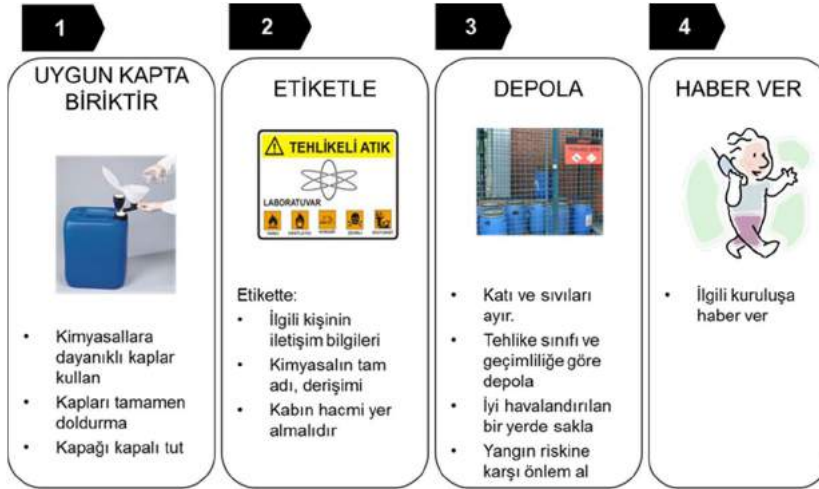 1
UYGUN KAPTA
BİRİKTİR
• Kimyasallara
dayanıklı kaplar
kullan
• Kapları tamamen
doldurma
• Kapağı kapalı tut
2
ETİKETLE
TEHLİKELİ ATIK
LABORATUVAR
Etikette:
• İlgili kişinin
iletişim bilgileri
• Kimyasalın tam
adı, derişimi
• Kabın hacmi yer
almalıdır
3
DEPOLA
• Katı ve sıvıları
ayır.
• Tehlike sınıfı ve
geçimliliğe göre
depola
• İyi havalandırılan
bir yerde sakla
• Yangın riskine
karşı önlem al
4
HABER VER
• İlgili kuruluşa
haber ver